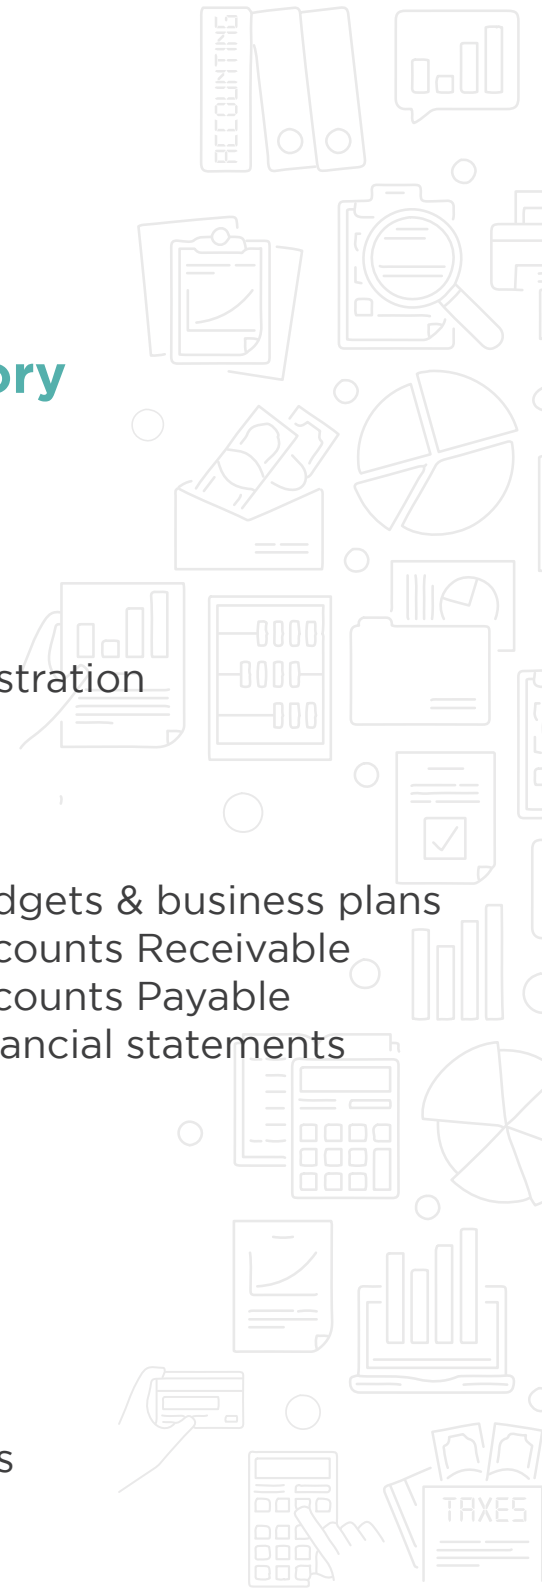 ACCOUNTING
ory
stration
dgets & business plans
counts Receivable
counts Payable
ancial statements
s
TAXES